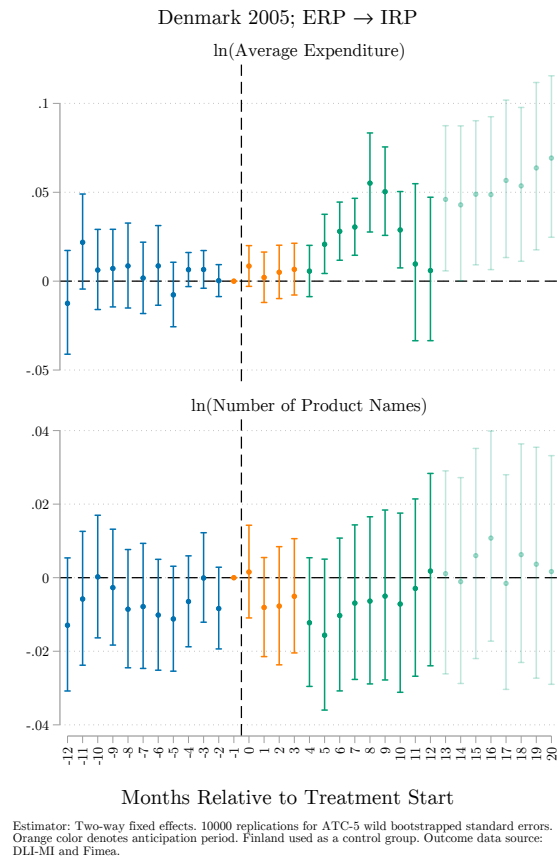 Denmark 2005; ERP → IRP
ln(Average Expenditure)
.1
.05
0
-.05
ln(Number of Product Names)
.04
.02
0
-.02
-.04
-12 -11 -10 -9 -8 -7 -6 -5 -4 -3 -2 -1 0 1 2 3 4 5 6 7 8 9 10 11 12 13 14 15 16 17 18 19 20
Months Relative to Treatment Start
Estimator: Two-way fixed effects. 10000 replications for ATC-5 wild bootstrapped standard errors.
Orange color denotes anticipation period. Finland used as a control group. Outcome data source:
DLI-MI and Fimea.